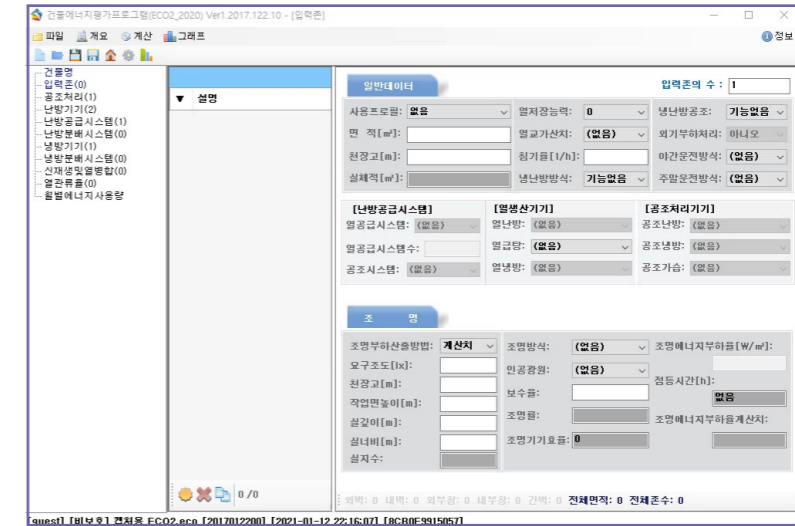 건물에너지평가프로그램(ECO2_2020) Ver1.2017.122.10 - [입력존]
파일 개요 계산 그래프
정보
건물명
입력존(0)
공조처리(1)
난방기기(2)
난방공급시스템(1)
난방분배시스템(0)
냉방기기(1)
냉방분배시스템(0)
신재생및열병합(0)
열관류율(0)
월별에너지사용량
▼ 설명
0 /0
일반데이터
입력존의 수 : 1
사용프로필: 없음 열저장능력: 0 냉난방공조: 기능없음
면 적[㎡]: 열교가산치: (없음) 외기부하처리: 아니오
천장고[m]: 침기율[1/h]: 야간운전방식: (없음)
실체적[㎥]: 냉난방방식: 기능없음 주말운전방식: (없음)
[난방공급시스템] [열생산기기] [공조처리기기]
열공급시스템: (없음) 열난방: (없음) 공조난방: (없음)
열공급시스템수: 열급탕: (없음) 공조냉방: (없음)
공조시스템: (없음) 열냉방: (없음) 공조가습: (없음)
조 명
조명부하산출방법: 계산치 조명방식: (없음) 조명에너지부하율[W/㎡]:
요구조도[lx]: 인공광원: (없음)
점등시간[h]:
천장고[m]: 보수율: 없음
작업면높이[m]:
실깊이[m]: 조명률: 조명에너지부하율계산치:
실너비[m]: 조명기기효율: 0
실지수:
외벽: 0 내벽: 0 외부창: 0 내부창: 0 간벽: 0 전체면적: 0 전체존수: 0
[guest] [비보호] 캡처용 ECO2.eco [2017012200] [2021-01-12 22:16:07] [8CB0E9915057]